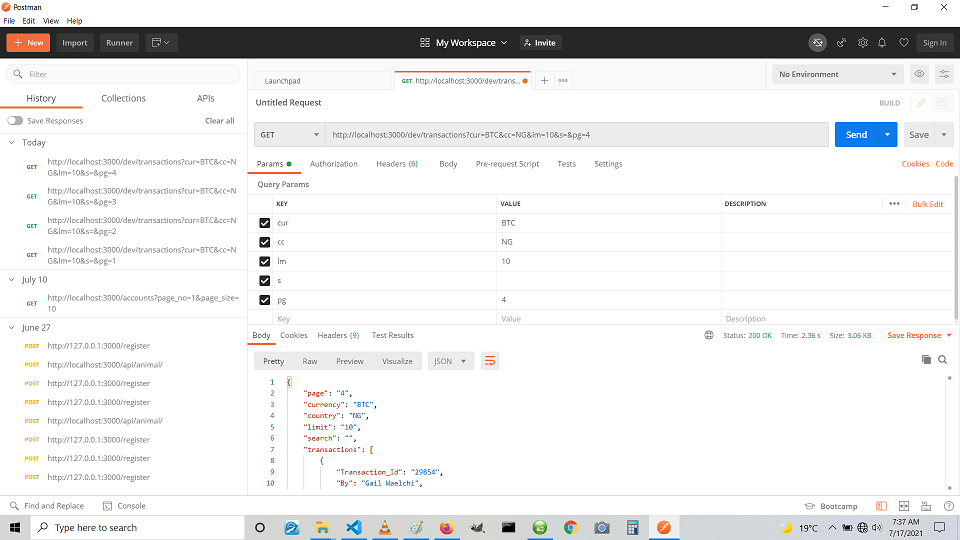 Postman
File Edit View Help
+ New Import Runner My Workspace Invite Sign In
Filter
History Collections APIs
Save Responses Clear all
Today
GET http://localhost:3000/dev/transactions?cur=BTC&cc=N
G&lm=10&s=&pg=4
GET http://localhost:3000/dev/transactions?cur=BTC&cc=N
G&lm=10&s=&pg=3
GET http://localhost:3000/dev/transactions?cur=BTC&cc=N
G&lm=10&s=&pg=2
GET http://localhost:3000/dev/transactions?cur=BTC&cc=N
G&lm=10&s=&pg=1
July 10
GET http://localhost:3000/accounts?page_no=1&page_size=
10
June 27
POST http://127.0.0.1:3000/register
POST http://localhost:3000/api/animal/
POST http://127.0.0.1:3000/register
POST http://127.0.0.1:3000/register
POST http://localhost:3000/api/animal/
POST http://127.0.0.1:3000/register
POST http://127.0.0.1:3000/register
POST http://127.0.0.1:3000/register
Launchpad GET http://localhost:3000/dev/trans... + ••• No Environment
Untitled Request BUILD
GET http://localhost:3000/dev/transactions?cur=BTC&cc=NG&lm=10&s=&pg=4 Send Save
Params Authorization Headers (6) Body Pre-request Script Tests Settings Cookies Code
Query Params
KEY VALUE DESCRIPTION ••• Bulk Edit
cur BTC
cc NG
lm 10
s
pg 4
Key Value Description
Body Cookies Headers (9) Test Results Status: 200 OK Time: 2.36 s Size: 3.06 KB Save Response
Pretty Raw Preview Visualize JSON
1 {
2 "page": "4",
3 "currency": "BTC",
4 "country": "NG",
5 "limit": "10",
6 "search": "",
7 "transactions": [
8 {
9 "Transaction_Id": "29854",
10 "By": "Gail Waelchi",
Find and Replace Console Bootcamp
Type here to search 19°C 7:37 AM
7/17/2021